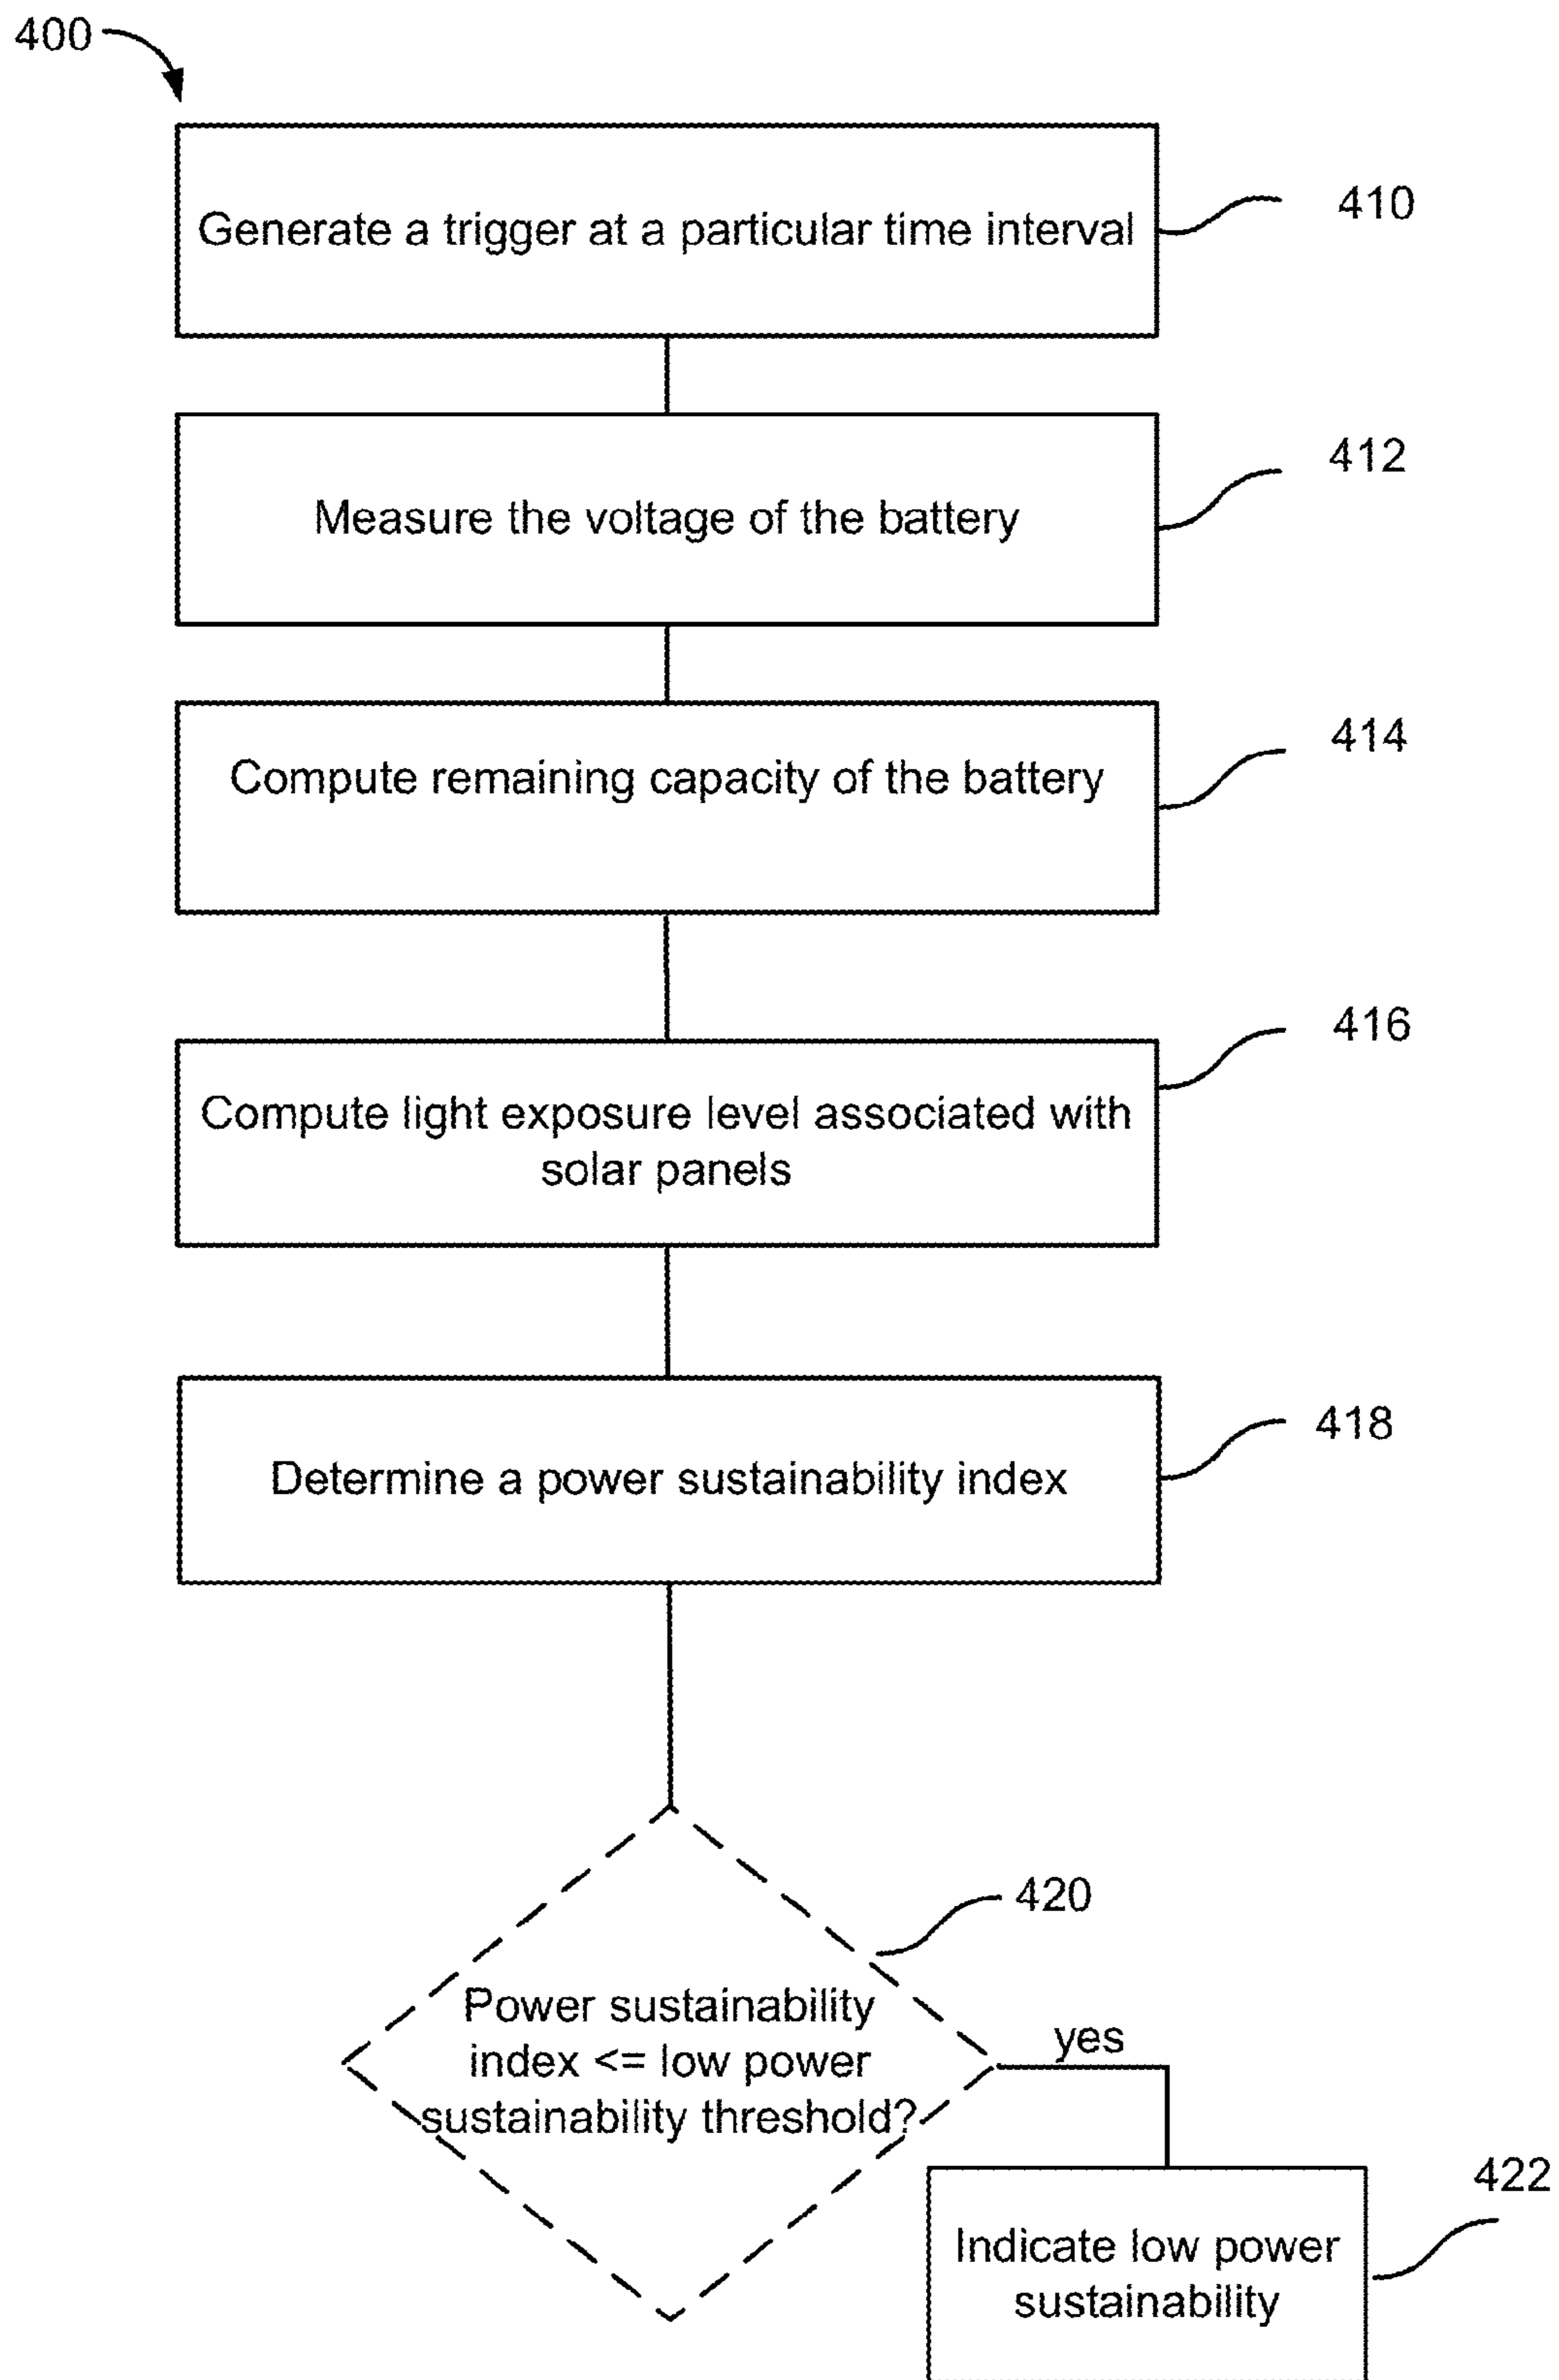 400
Generate a trigger at a particular time interval
410
Measure the voltage of the battery
412
Compute remaining capacity of the battery
414
Compute light exposure level associated with
solar panels
416
Determine a power sustainability index
418
420
Power sustainability
index <= low power
sustainability threshold?
yes
Indicate low power
sustainability
422